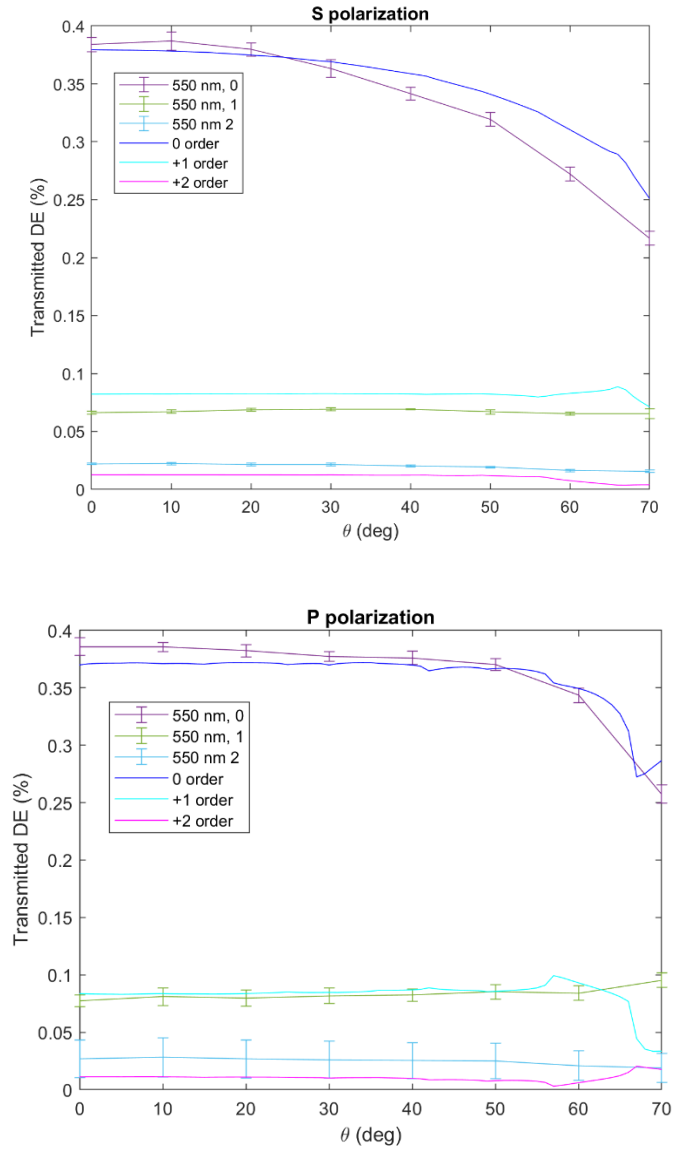 S polarization
0.4
0.35
0.3
0.25
0.2
0.15
0.1
0.05
0
Transmitted DE (%)
550 nm, 0
550 nm, 1
550 nm 2
0 order
+1 order
+2 order
0 10 20 30 40 50 60 70
θ (deg)
P polarization
0.4
0.35
0.3
0.25
0.2
0.15
0.1
0.05
0
Transmitted DE (%)
550 nm, 0
550 nm, 1
550 nm 2
0 order
+1 order
+2 order
0 10 20 30 40 50 60 70
θ (deg)